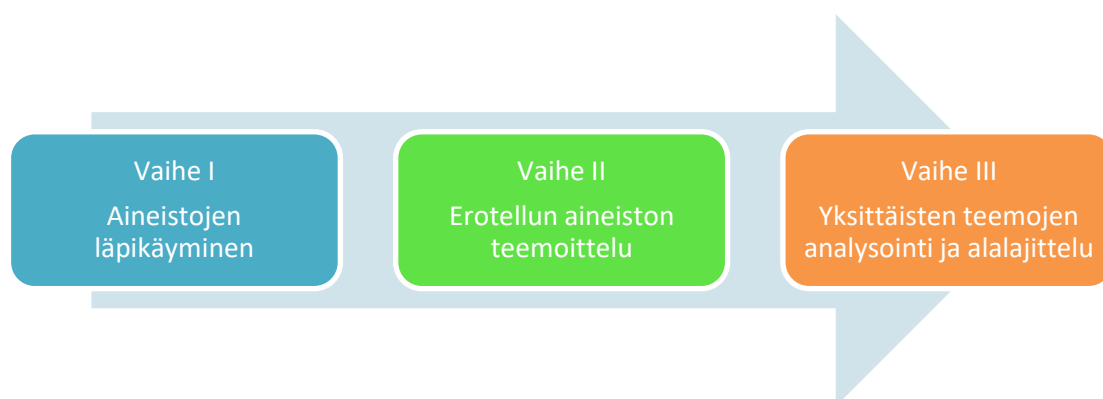 Vaihe I
Aineistojen
läpikäyminen
Vaihe II
Erotellun aineiston
teemoittelu
Vaihe III
Yksittäisten teemojen
analysointi ja alalajittelu